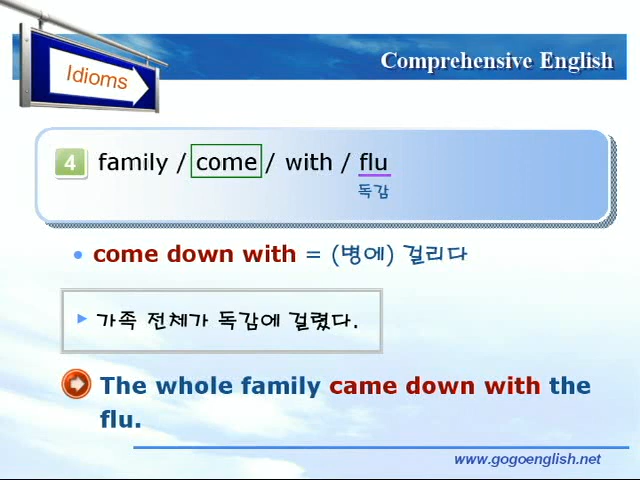 Idioms
Comprehensive English
4 family / come / with / flu
독감
• come down with = (병에) 걸리다
▶ 가족 전체가 독감에 걸렸다.
The whole family came down with the
flu.
www.gogoenglish.net